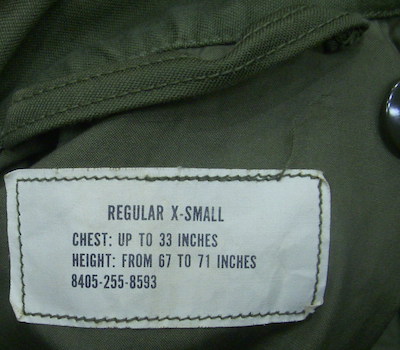 REGULAR X-SMALL
CHEST: UP TO 33 INCHES
HEIGHT: FROM 67 TO 71 INCHES
8405-255-8593